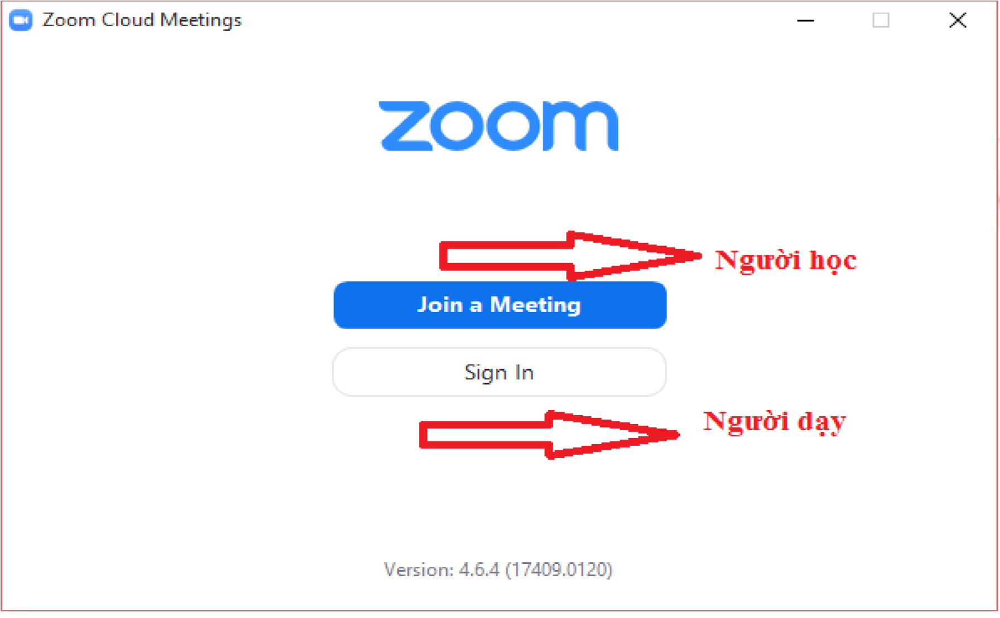 Zoom Cloud Meetings
zoom
Người học
Join a Meeting
Sign In
Người dạy
Version: 4.6.4 (17409.0120)